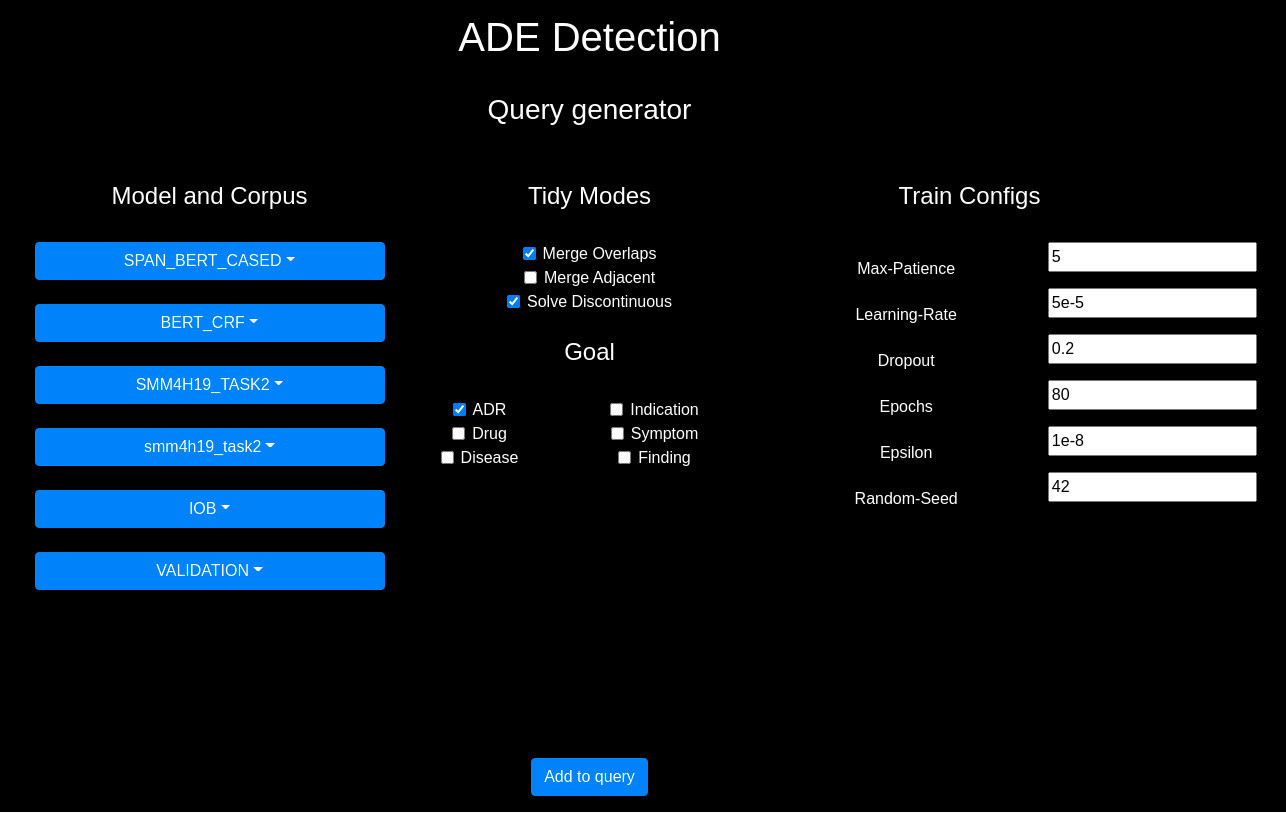 ADE Detection
Query generator
Model and Corpus
SPAN_BERT_CASED
BERT_CRF
SMM4H19_TASK2
smm4h19_task2
IOB
VALIDATION
Tidy Modes
Merge Overlaps
Merge Adjacent
Solve Discontinuous
Goal
ADR Indication
Drug Symptom
Disease Finding
Train Configs
Max-Patience 5
Learning-Rate 5e-5
Dropout 0.2
Epochs 80
Epsilon 1e-8
Random-Seed 42
Add to query